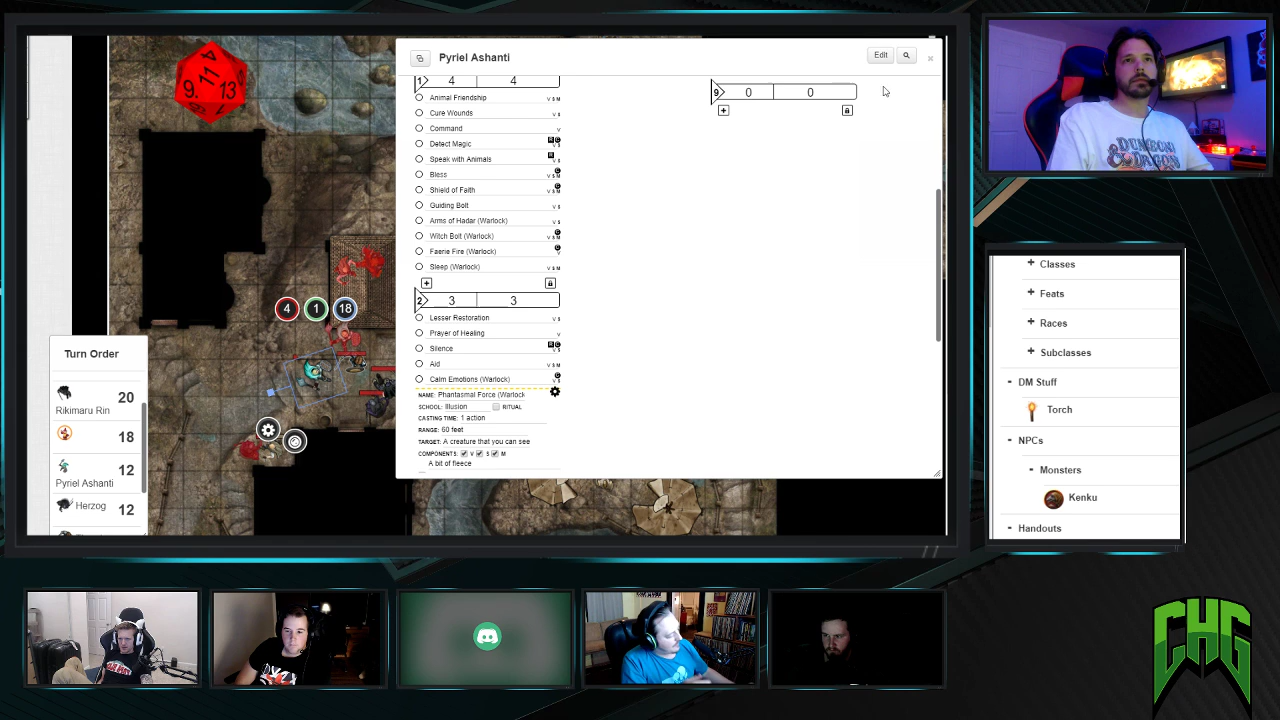 11
9.
13
4
1
18
Turn Order
20
Rikimaru Rin
18
12
Pyriel Ashanti
Herzog
12
Pyriel Ashanti
Edit
1
4
4
Animal Friendship
V S M
Cure Wounds
V S
Command
V
Detect Magic
R C
V S
Speak with Animals
R
V S
Bless
C
V S M
Shield of Faith
C
V S M
Guiding Bolt
V S
Arms of Hadar (Warlock)
V S
Witch Bolt (Warlock)
C
V S M
Faerie Fire (Warlock)
C
V
Sleep (Warlock)
V S M
2
3
3
Lesser Restoration
V S
Prayer of Healing
V
Silence
R C
V S
Aid
V S M
Calm Emotions (Warlock)
C
V S
NAME: Phantasmal Force (Warlock
SCHOOL: Illusion
RITUAL
CASTING TIME: 1 action
RANGE: 60 feet
TARGET: A creature that you can see
COMPONENTS: V S M
A bit of fleece
9
0
0
DUNGEONS
& DRAGONS
+ Classes
+ Feats
+ Races
+ Subclasses
- DM Stuff
Torch
- NPCs
- Monsters
Kenku
- Handouts
CHG